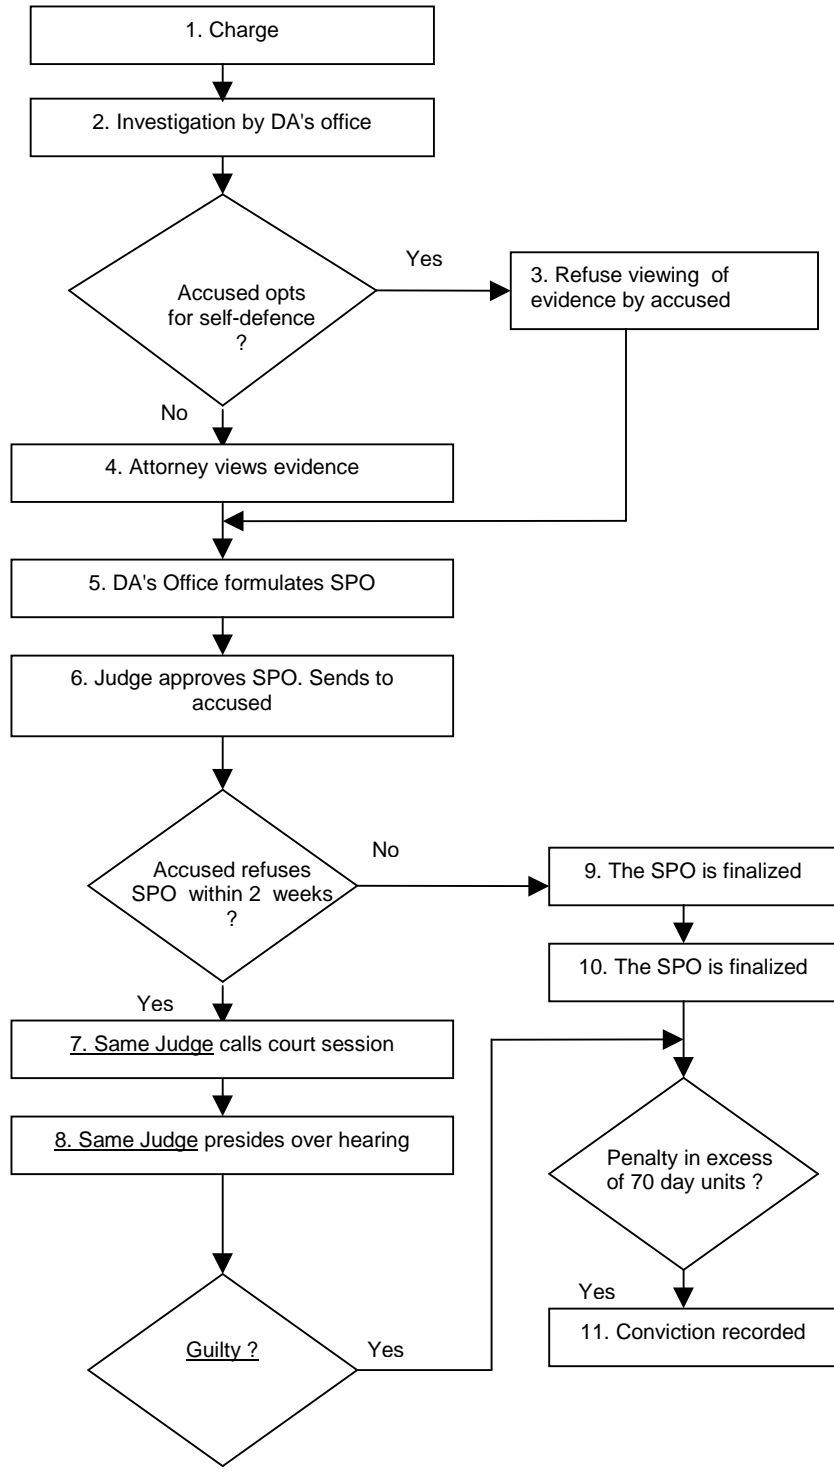 1. Charge
2. Investigation by DA's office
Yes
3. Refuse viewing of
evidence by accused
Accused opts
for self-defence
?
No
4. Attorney views evidence
5. DA's Office formulates SPO
6. Judge approves SPO. Sends to
accused
No
Accused refuses
SPO within 2 weeks
?
9. The SPO is finalized
10. The SPO is finalized
Yes
7. Same Judge calls court session
8. Same Judge presides over hearing
Penalty in excess
of 70 day units ?
Yes
11. Conviction recorded
Guilty ?
Yes